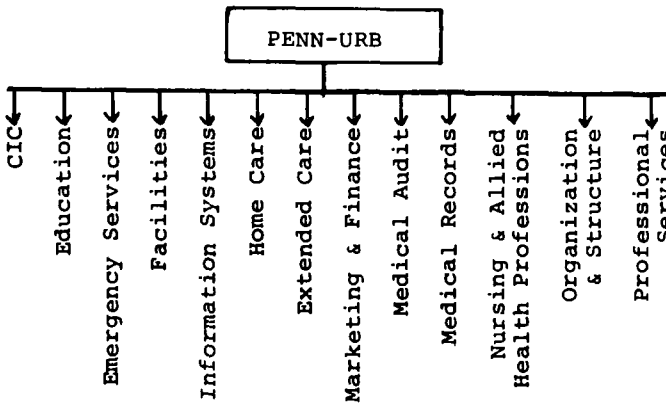 PENN-URB
CIC
Education
Emergency Services
Facilities
Information Systems
Home Care
Extended Care
Marketing & Finance
Medical Audit
Medical Records
Nursing & Allied
Health Professions
Organization
& Structure
Professional
Services